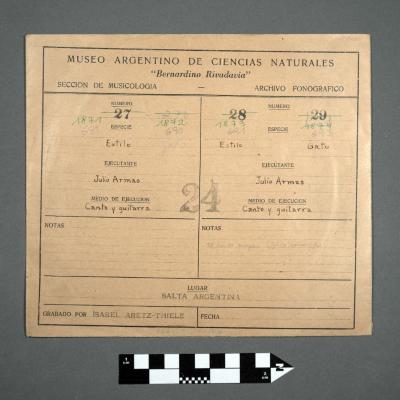 MUSEO ARGENTINO DE CIENCIAS NATURALES
"Bernardino Rivadavia"
SECCION DE MUSICOLOGIA — ARCHIVO FONOGRAFICO
NUMERO
27
1871 1872
ESPECIE
Estilo
EJECUTANTE
Julio Armas
MEDIO DE EJECUCION
Canto y guitarra
NOTAS
NUMERO
28 29
1873 1874
ESPECIE
Estilo Gato
EJECUTANTE
Julio Armas
MEDIO DE EJECUCION
Canto y guitarra
NOTAS
24
LUGAR
SALTA ARGENTINA
GRABADO POR ISABEL ARETZ-THIELE FECHA